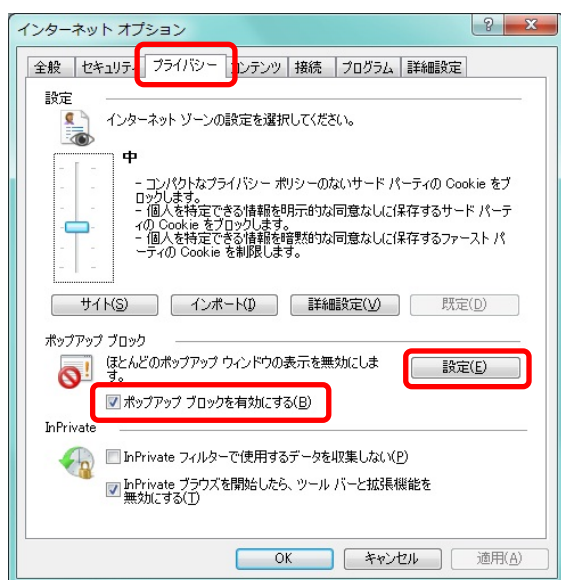 インターネット オプション
全般 セキュリティ プライバシー コンテンツ 接続 プログラム 詳細設定
設定
インターネット ゾーンの設定を選択してください。
中
- コンパクトなプライバシー ポリシーのないサード パーティの Cookie をブ
ロックします。
- 個人を特定できる情報を明示的な同意なしに保存するサード パーテ
ィの Cookie をブロックします。
- 個人を特定できる情報を暗黙的な同意なしに保存するファースト パ
ーティの Cookie を制限します。
サイト(S) インポート(I) 詳細設定(V) 既定(D)
ポップアップ ブロック
ほとんどのポップアップ ウィンドウの表示を無効にしま
す。
設定(E)
ポップアップ ブロックを有効にする(B)
InPrivate
InPrivate フィルターで使用するデータを収集しない(P)
InPrivate ブラウズを開始したら、ツール バーと拡張機能を
無効にする(T)
OK キャンセル 適用(A)